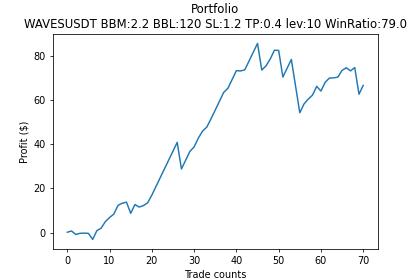 Portfolio
WAVESUSDT BBM:2.2 BBL:120 SL:1.2 TP:0.4 lev:10 WinRatio:79.0
80
60
40
20
0
Profit ($)
0 10 20 30 40 50 60 70
Trade counts